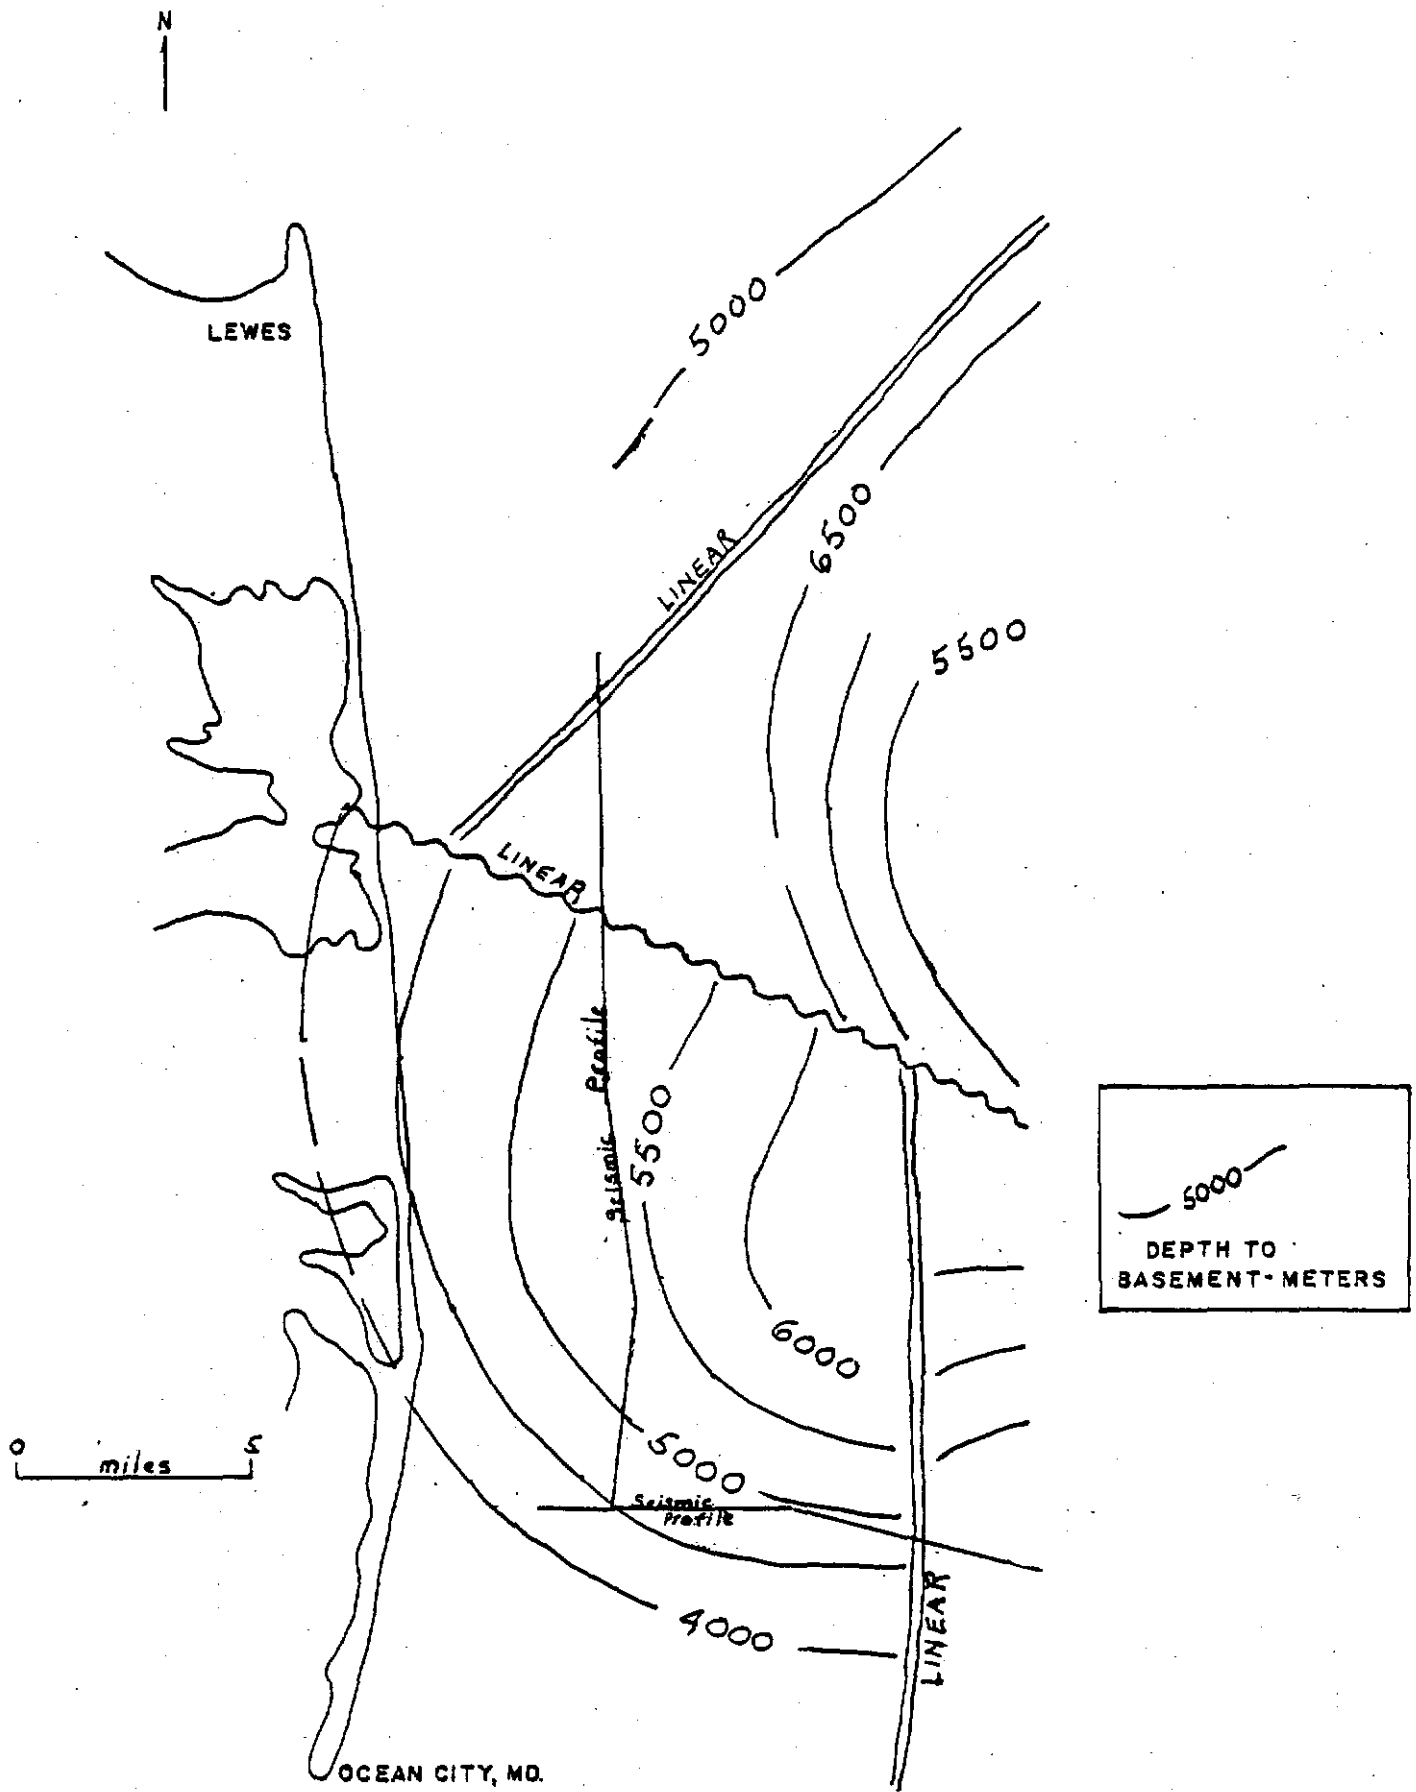 N
LEWES
5000
LINEAR
6500
5500
LINEAR
Profile
Seismic
5500
6000
5000
DEPTH TO
BASEMENT-METERS
0 5
miles
5000
Seismic
Profile
4000
LINEAR
OCEAN CITY, MD.